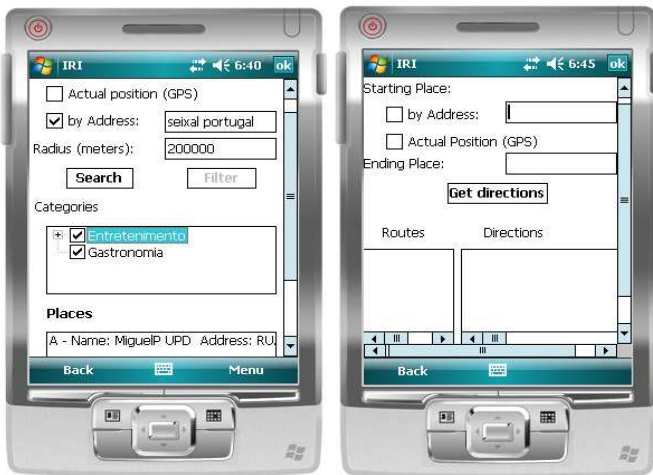 IRI 6:40 ok
Actual position (GPS)
by Address: seixal portugal
Radius (meters): 200000
Search Filter
Categories
Entretenimento
Gastronomia
Places
A - Name: MiguelP UPD Address: RU
Back Menu
IRI 6:45 ok
Starting Place:
by Address:
Actual Position (GPS)
Ending Place:
Get directions
Routes Directions
Back